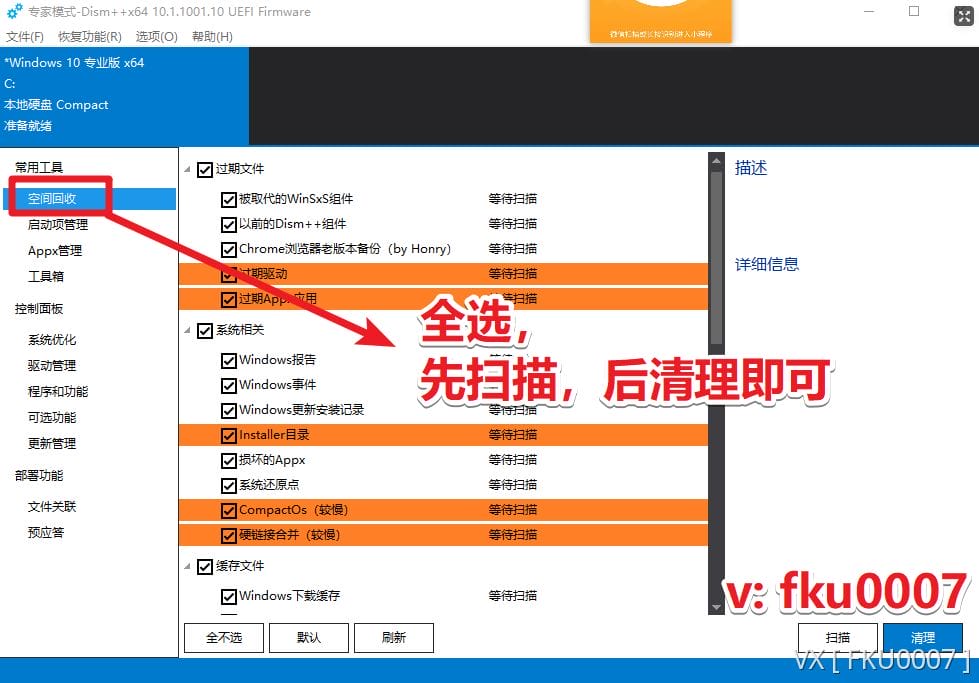 专家模式-Dism++x64 10.1.1001.10 UEFI Firmware
微信扫描或长按识别进入小程序
文件(F) 恢复功能(R) 选项(O) 帮助(H)
*Windows 10 专业版 x64
C:
本地硬盘 Compact
准备就绪
常用工具
空间回收
启动项管理
Appx管理
工具箱
控制面板
系统优化
驱动管理
程序和功能
可选功能
更新管理
部署功能
文件关联
预应答
过期文件
被取代的WinSxS组件 等待扫描
以前的Dism++组件 等待扫描
Chrome浏览器老版本备份（by Honry） 等待扫描
过期驱动 等待扫描
过期Appx应用 等待扫描
系统相关
Windows报告
Windows事件
Windows更新安装记录 等待扫描
Installer目录 等待扫描
损坏的Appx 等待扫描
系统还原点 等待扫描
CompactOs（较慢） 等待扫描
硬链接合并（较慢） 等待扫描
缓存文件
Windows下载缓存 等待扫描
全选，
先扫描，后清理即可
描述
详细信息
v: fku0007
全不选 默认 刷新 扫描 清理
VX [ FKU0007 ]